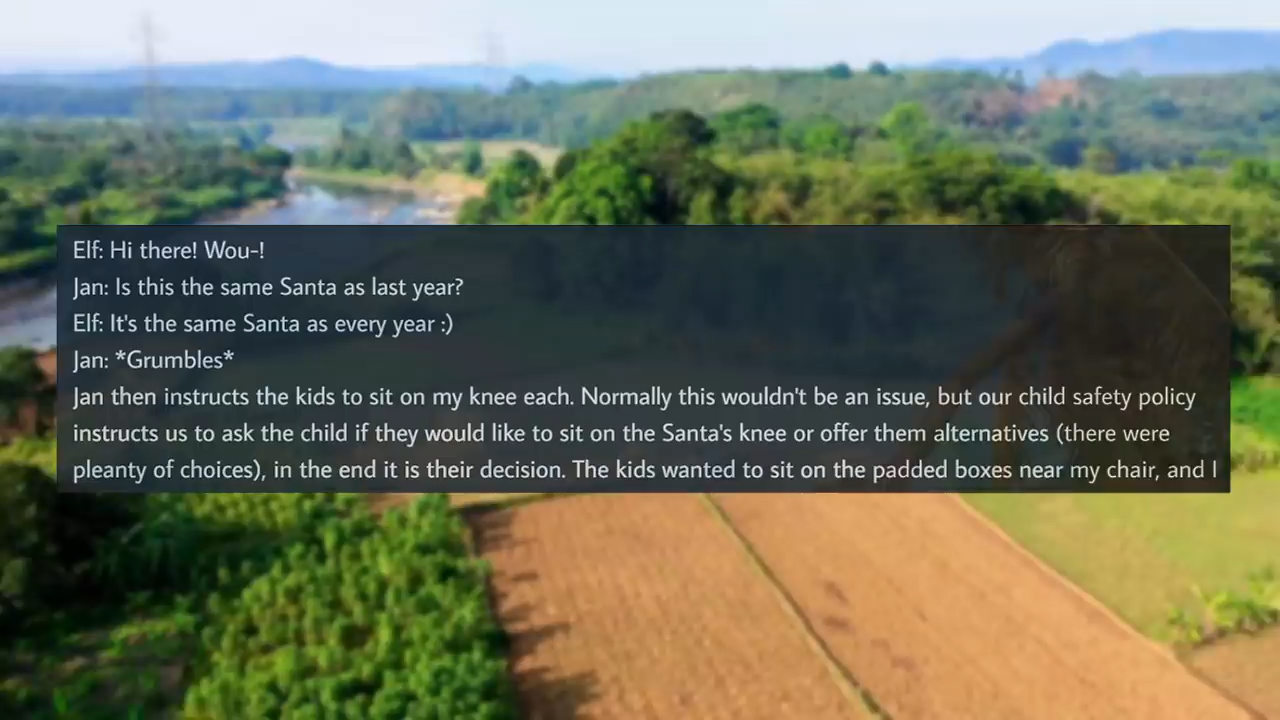 Elf: Hi there! Wou-!
Jan: Is this the same Santa as last year?
Elf: It's the same Santa as every year :)
Jan: *Grumbles*
Jan then instructs the kids to sit on my knee each. Normally this wouldn't be an issue, but our child safety policy
instructs us to ask the child if they would like to sit on the Santa's knee or offer them alternatives (there were
pleanty of choices), in the end it is their decision. The kids wanted to sit on the padded boxes near my chair, and I